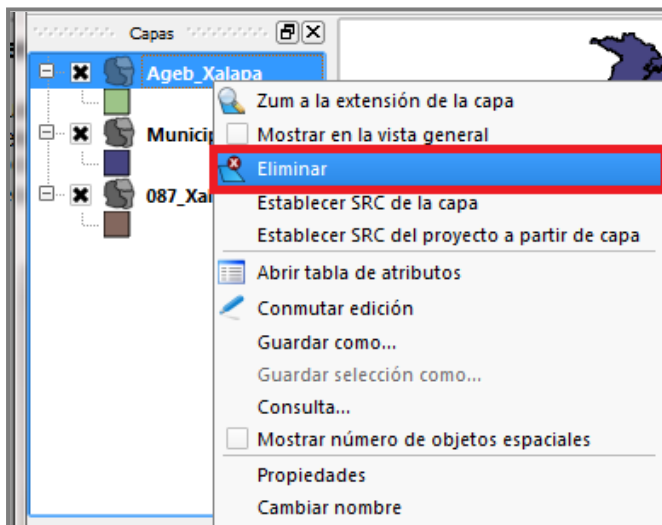 Capas
Ageb_Xalapa
Zum a la extensión de la capa
Municip
Mostrar en la vista general
Eliminar
087_Xal
Establecer SRC de la capa
Establecer SRC del proyecto a partir de capa
Abrir tabla de atributos
Conmutar edición
Guardar como...
Guardar selección como...
Consulta...
Mostrar número de objetos espaciales
Propiedades
Cambiar nombre